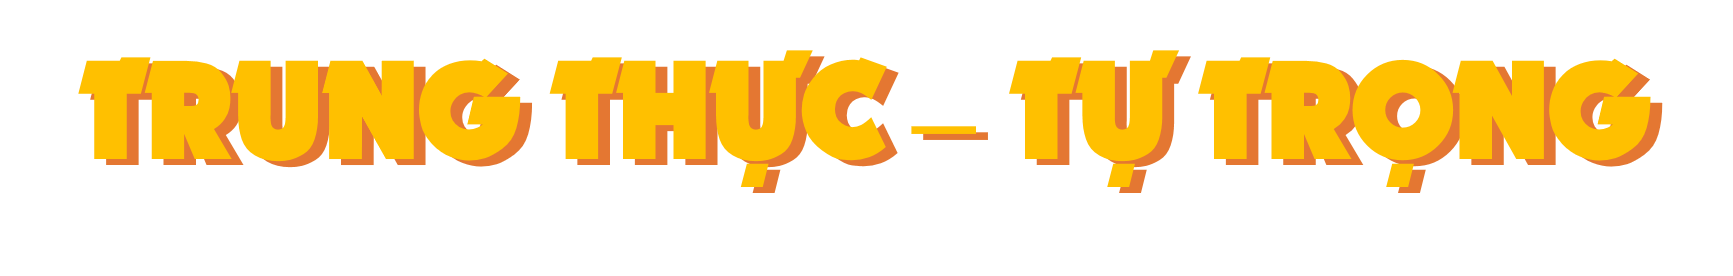 TRUNG THỰC – TỰ TRỌNG